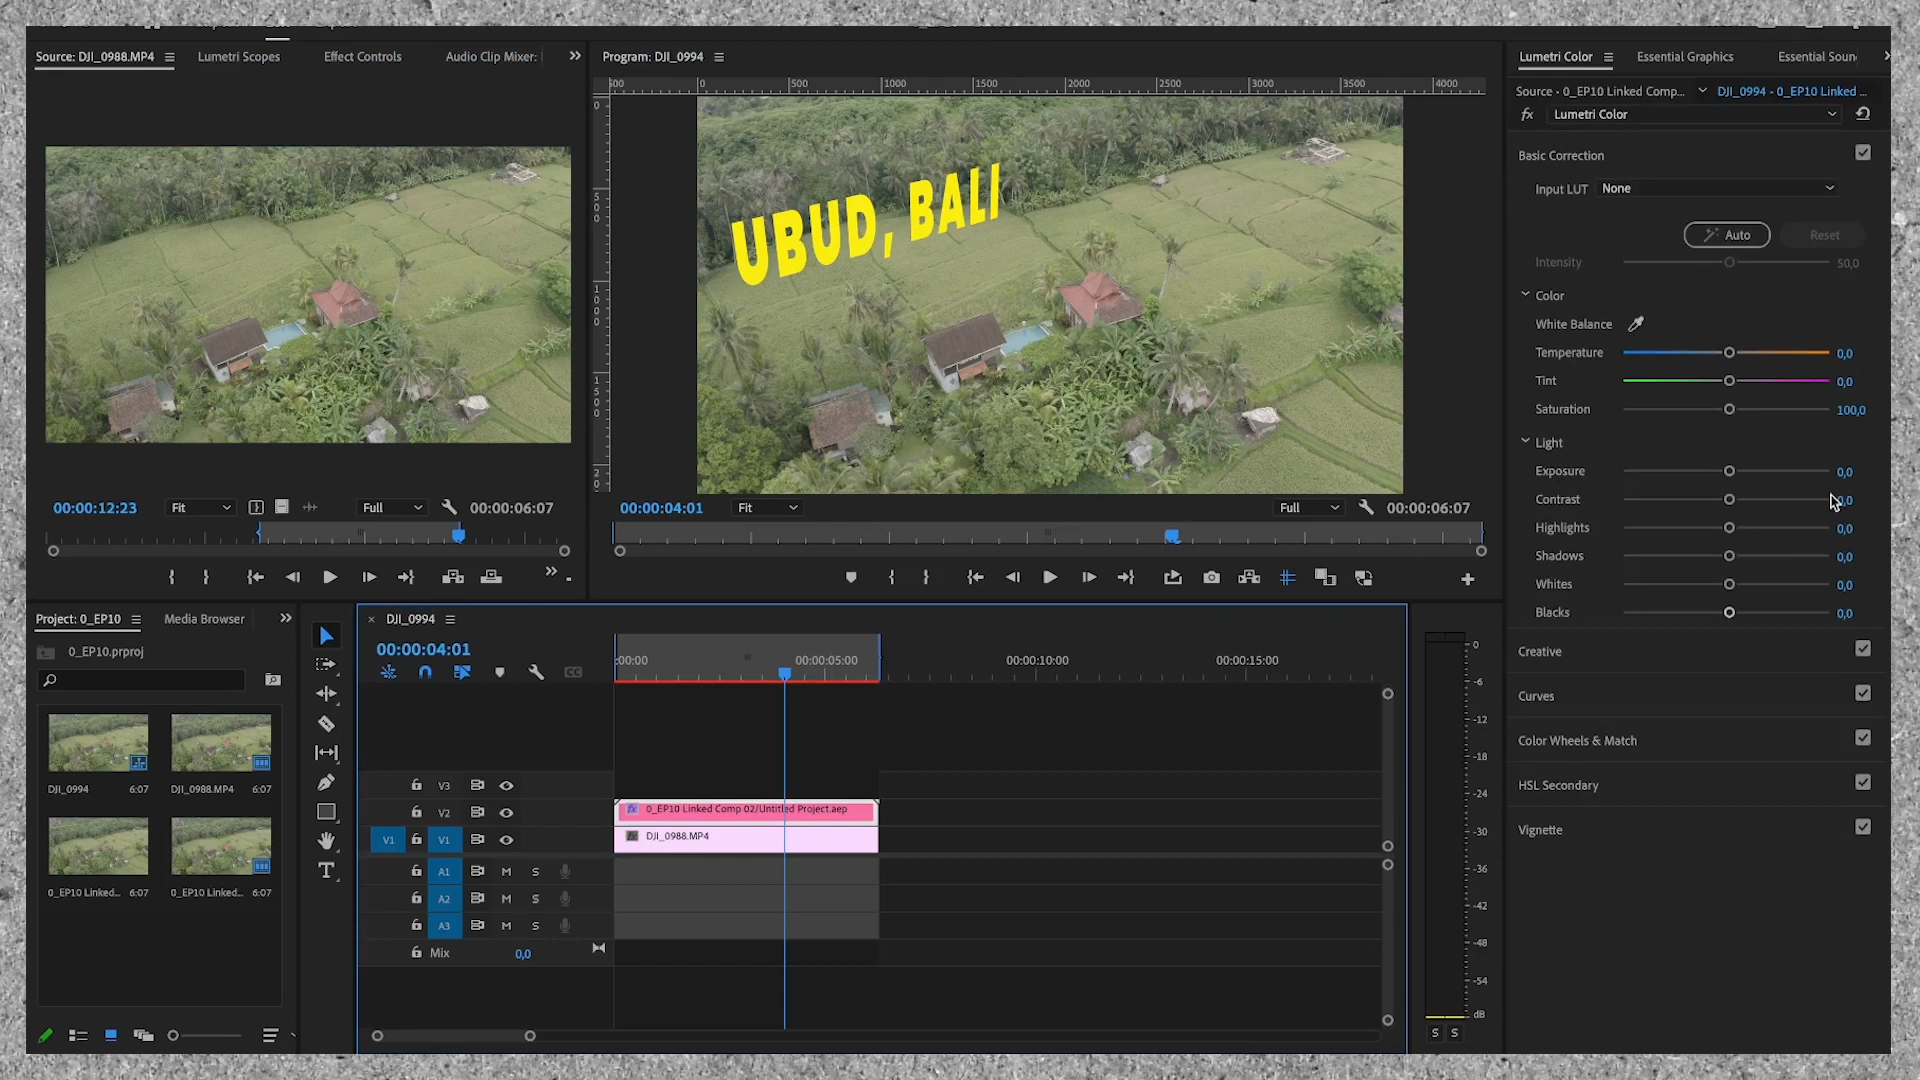 Source: DJI_0988.MP4
Lumetri Scopes
Effect Controls
Audio Clip Mixer:
Program: DJI_0994
Lumetri Color
Essential Graphics
Essential Soun
Source • 0_EP10 Linked Comp...
DJI_0994 - 0_EP10 Linked ...
fx
Lumetri Color
Basic Correction
Input LUT
None
Auto
Reset
Intensity
50,0
Color
White Balance
Temperature
0,0
Tint
0,0
Saturation
100,0
Light
Exposure
0,0
Contrast
0,0
Highlights
0,0
Shadows
0,0
Whites
0,0
Blacks
0,0
Creative
Curves
Color Wheels & Match
HSL Secondary
Vignette
500
0
500
1000
1500
2000
2500
3000
3500
4000
0
500
1000
1500
UBUD, BALI
00:00:12:23
Fit
Full
00:00:06:07
00:00:04:01
Fit
Full
00:00:06:07
Project: 0_EP10
Media Browser
0_EP10.prproj
DJI_0994
6:07
DJI_0988.MP4
6:07
0_EP10 Linked...
6:07
0_EP10 Linked...
6:07
× DJI_0994
00:00:04:01
CC
:00:00
00:00:05:00
00:00:10:00
00:00:15:00
V3
V2
0_EP10 Linked Comp 02/Untitled Project.aep
V1
V1
DJI_0988.MP4
A1
M
S
A2
M
S
A3
M
S
Mix
0,0
0
-6
-12
-18
-24
-30
-36
-42
-48
-54
dB
S
S